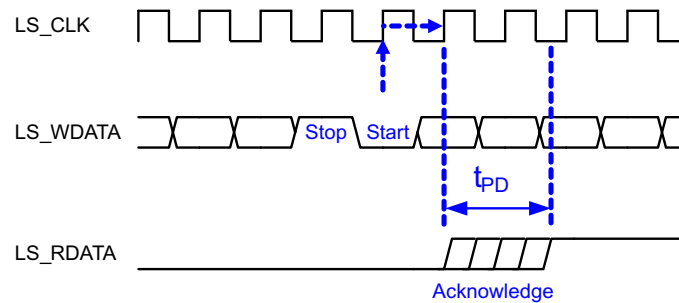 LS_CLK
LS_WDATA
Stop
Start
tPD
LS_RDATA
Acknowledge